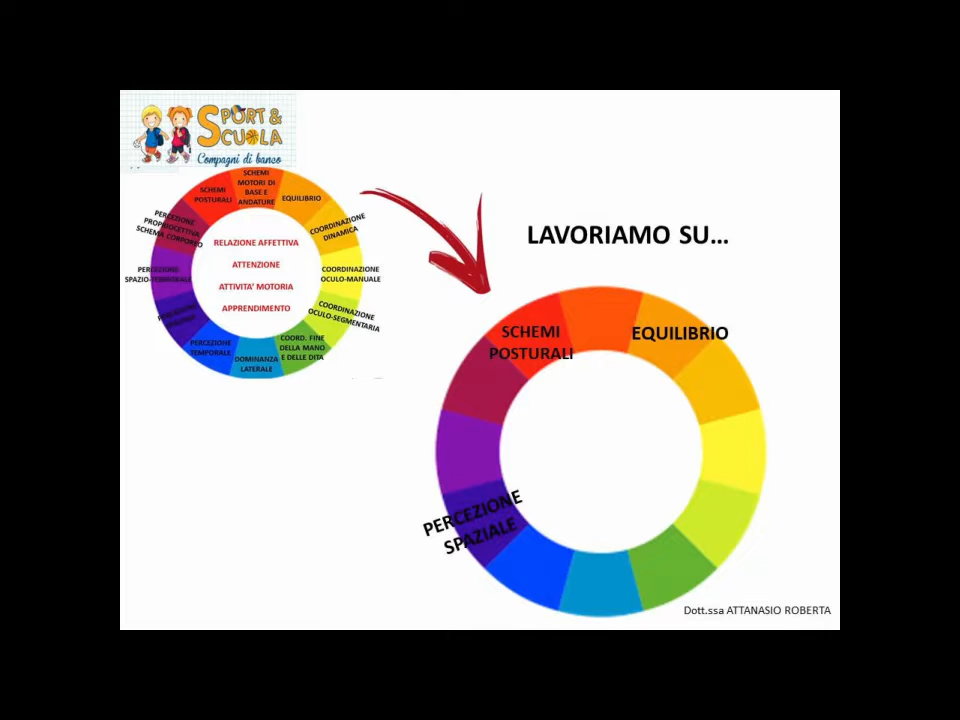 SPORT &
SCUOLA
Compagni di banco
SCHEMI
MOTORI DI
BASE E
ANDATURE
EQUILIBRIO
COORDINAZIONE
DINAMICA
COORDINAZIONE
OCULO-MANUALE
COORDINAZIONE
OCULO-SEGMENTARIA
COORD. FINE
DELLA MANO
E DELLE DITA
DOMINANZA
LATERALE
PERCEZIONE
TEMPORALE
PERCEZIONE
SPAZIALE
PERCEZIONE
SPAZIO-TEMPORALE
PERCEZIONE
PROPRIOCETTIVA
SCHEMA CORPOREO
SCHEMI
POSTURALI
RELAZIONE AFFETTIVA
ATTENZIONE
ATTIVITA' MOTORIA
APPRENDIMENTO
LAVORIAMO SU...
SCHEMI
POSTURALI
EQUILIBRIO
PERCEZIONE
SPAZIALE
Dott.ssa ATTANASIO ROBERTA